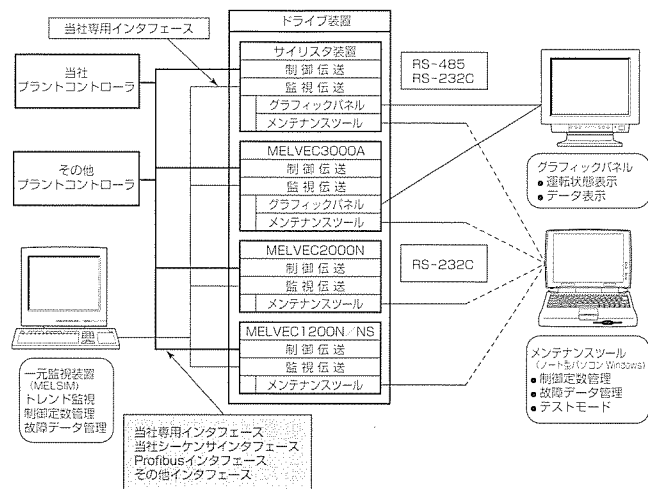 当社専用インタフェース
ドライブ装置
当社
プラントコントローラ
その他
プラントコントローラ
サイリスタ装置
制御伝送
監視伝送
グラフィックパネル
メンテナンスツール
MELVEC3000A
制御伝送
監視伝送
グラフィックパネル
メンテナンスツール
MELVEC2000N
制御伝送
監視伝送
メンテナンスツール
MELVEC1200N/NS
制御伝送
監視伝送
メンテナンスツール
RS-485
RS-232C
RS-232C
グラフィックパネル
● 運転状態表示
● データ表示
メンテナンスツール
(ノート型パソコン Windows)
● 制御定数管理
● 故障データ管理
● テストモード
一元監視装置
(MELSIM)
トレンド監視
制御定数管理
故障データ管理
当社専用インタフェース
当社シーケンサインタフェース
Profibusインタフェース
その他インタフェース